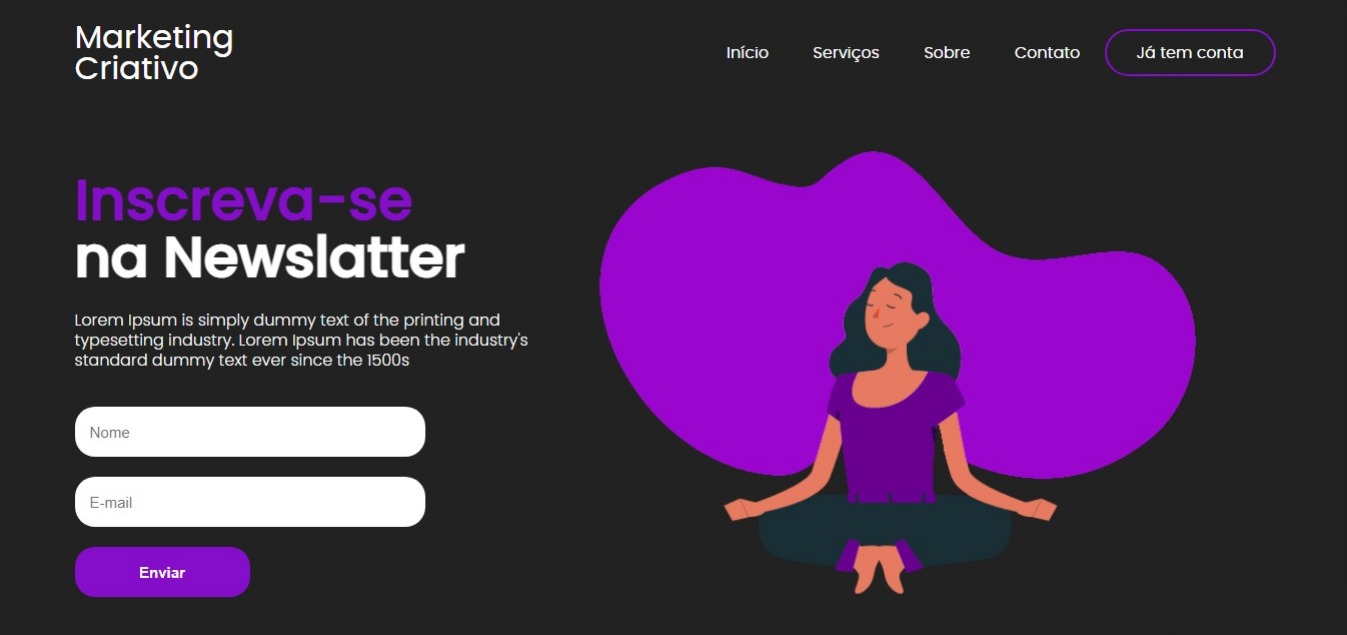 Marketing
Criativo
Início Serviços Sobre Contato Já tem conta
Inscreva-se
na Newslatter
Lorem Ipsum is simply dummy text of the printing and
typesetting industry. Lorem Ipsum has been the industry's
standard dummy text ever since the 1500s
Nome
E-mail
Enviar